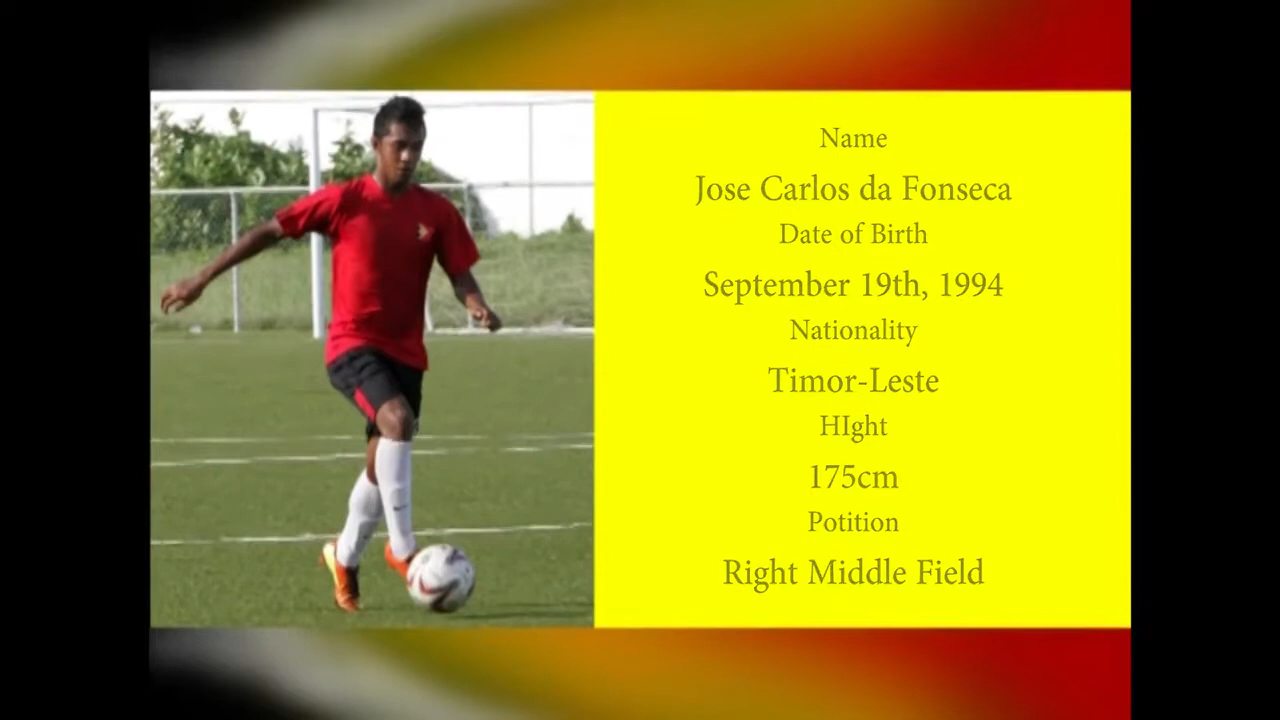 Name
Jose Carlos da Fonseca
Date of Birth
September 19th, 1994
Nationality
Timor-Leste
HIght
175cm
Potition
Right Middle Field